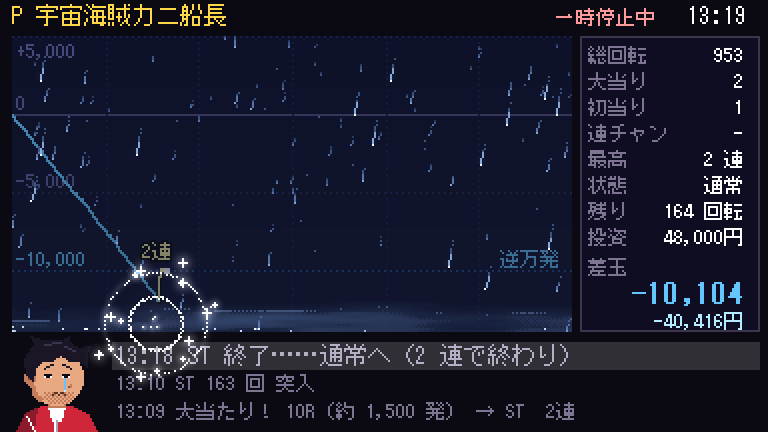 P 宇宙海賊カニ船長
一時停止中
13:19
+5,000
0
-5,000
-10,000
逆万発
2連
総回転 953
大当り 2
初当り 1
連チャン -
最高 2 連
状態 通常
残り 164 回転
投資 48,000円
差玉
-10,104
-40,416円
13:18 ST 終了……通常へ (2 連で終わり)
13:10 ST 163 回 突入
13:09 大当たり! 10R (約 1,500 発) → ST 2連